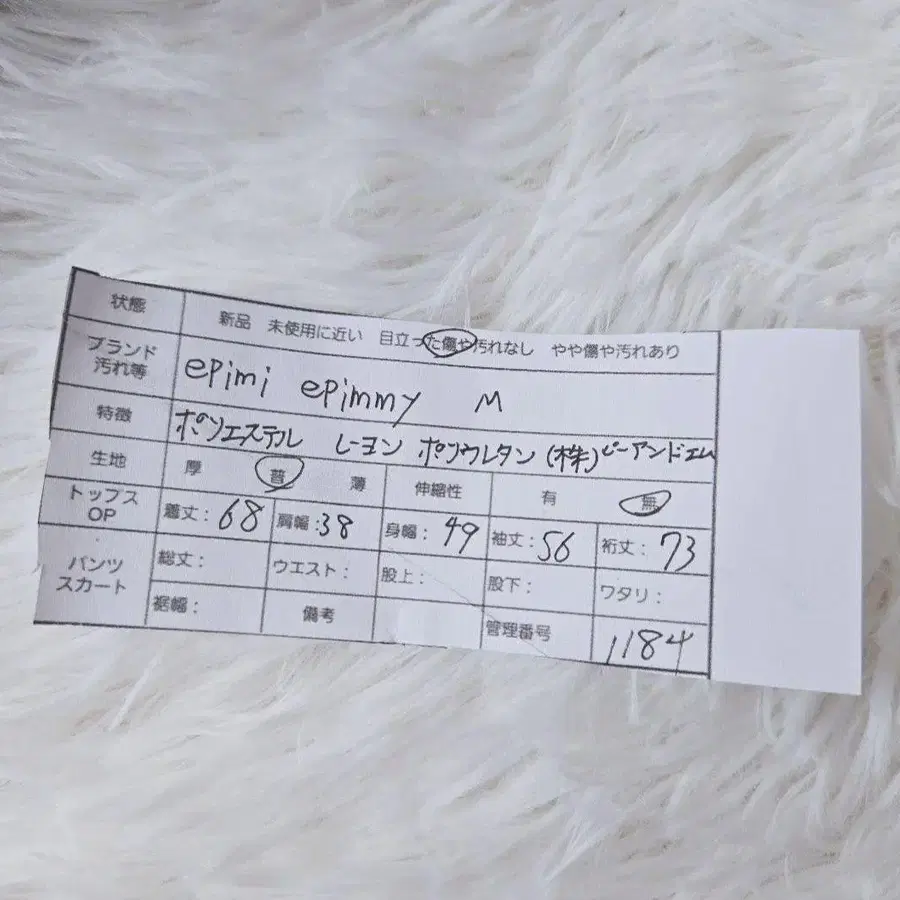 状態 新品 未使用に近い 目立った傷や汚れなし やや傷や汚れあり
ブランド 汚れ等 epimi epimmy M
特徴 ポリエステル レーヨン ポリウレタン (株)ビーアンドエム
生地 厚 普 薄 伸縮性 有 無
トップス OP 着丈:68 肩幅:38 身幅:49 袖丈:56 裄丈:73
パンツ スカート 総丈: ウエスト: 股上: 股下: ワタリ:
裾幅: 備考 管理番号 1184